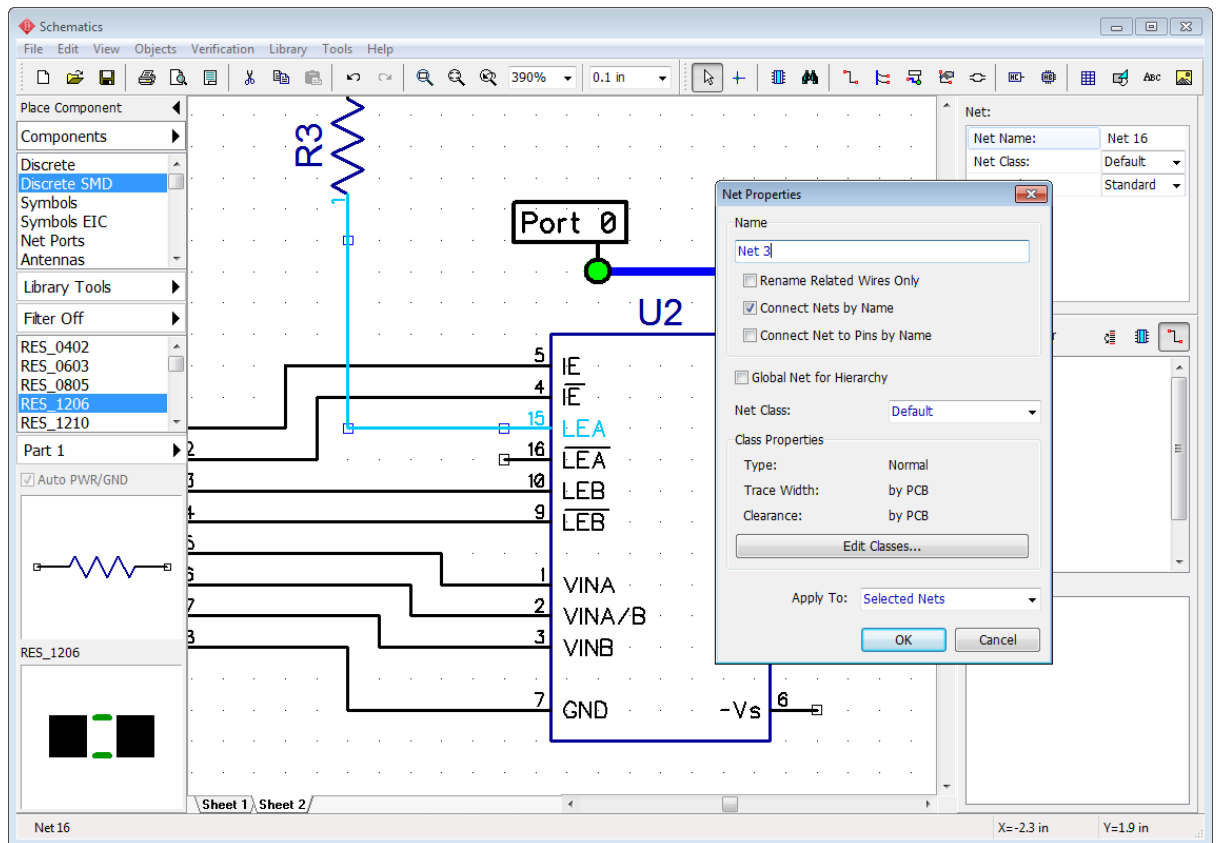 Schematics
File Edit View Objects Verification Library Tools Help
390% 0.1 in ABC
Place Component
Components
Discrete
Discrete SMD
Symbols
Symbols EIC
Net Ports
Antennas
Library Tools
Filter Off
RES_0402
RES_0603
RES_0805
RES_1206
RES_1210
Part 1
Auto PWR/GND
RES_1206
R3
1
Port 0
U2
5 IE
4 IE
15 LEA
16 LEA
10 LEB
9 LEB
1 VINA
2 VINA/B
3 VINB
7 GND
-Vs 6
2
3
4
5
6
7
8
Sheet 1 Sheet 2
Net:
Net Name: Net 16
Net Class: Default
Standard
Net Properties
Name
Net 3
Rename Related Wires Only
Connect Nets by Name
Connect Net to Pins by Name
Global Net for Hierarchy
Net Class: Default
Class Properties
Type: Normal
Trace Width: by PCB
Clearance: by PCB
Edit Classes...
Apply To: Selected Nets
OK Cancel
Net 16 X=-2.3 in Y=1.9 in